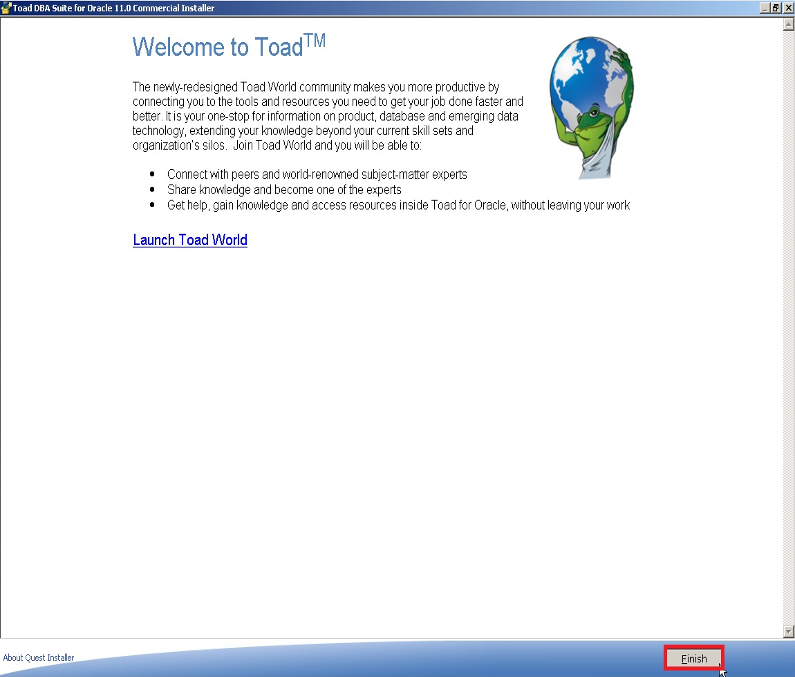 Toad DBA Suite for Oracle 11.0 Commercial Installer
Welcome to Toad™
The newly-redesigned Toad World community makes you more productive by
connecting you to the tools and resources you need to get your job done faster and
better. It is your one-stop for information on product, database and emerging data
technology, extending your knowledge beyond your current skill sets and
organization's silos.  Join Toad World and you will be able to:
• Connect with peers and world-renowned subject-matter experts
• Share knowledge and become one of the experts
• Get help, gain knowledge and access resources inside Toad for Oracle, without leaving your work
Launch Toad World
About Quest Installer
Finish